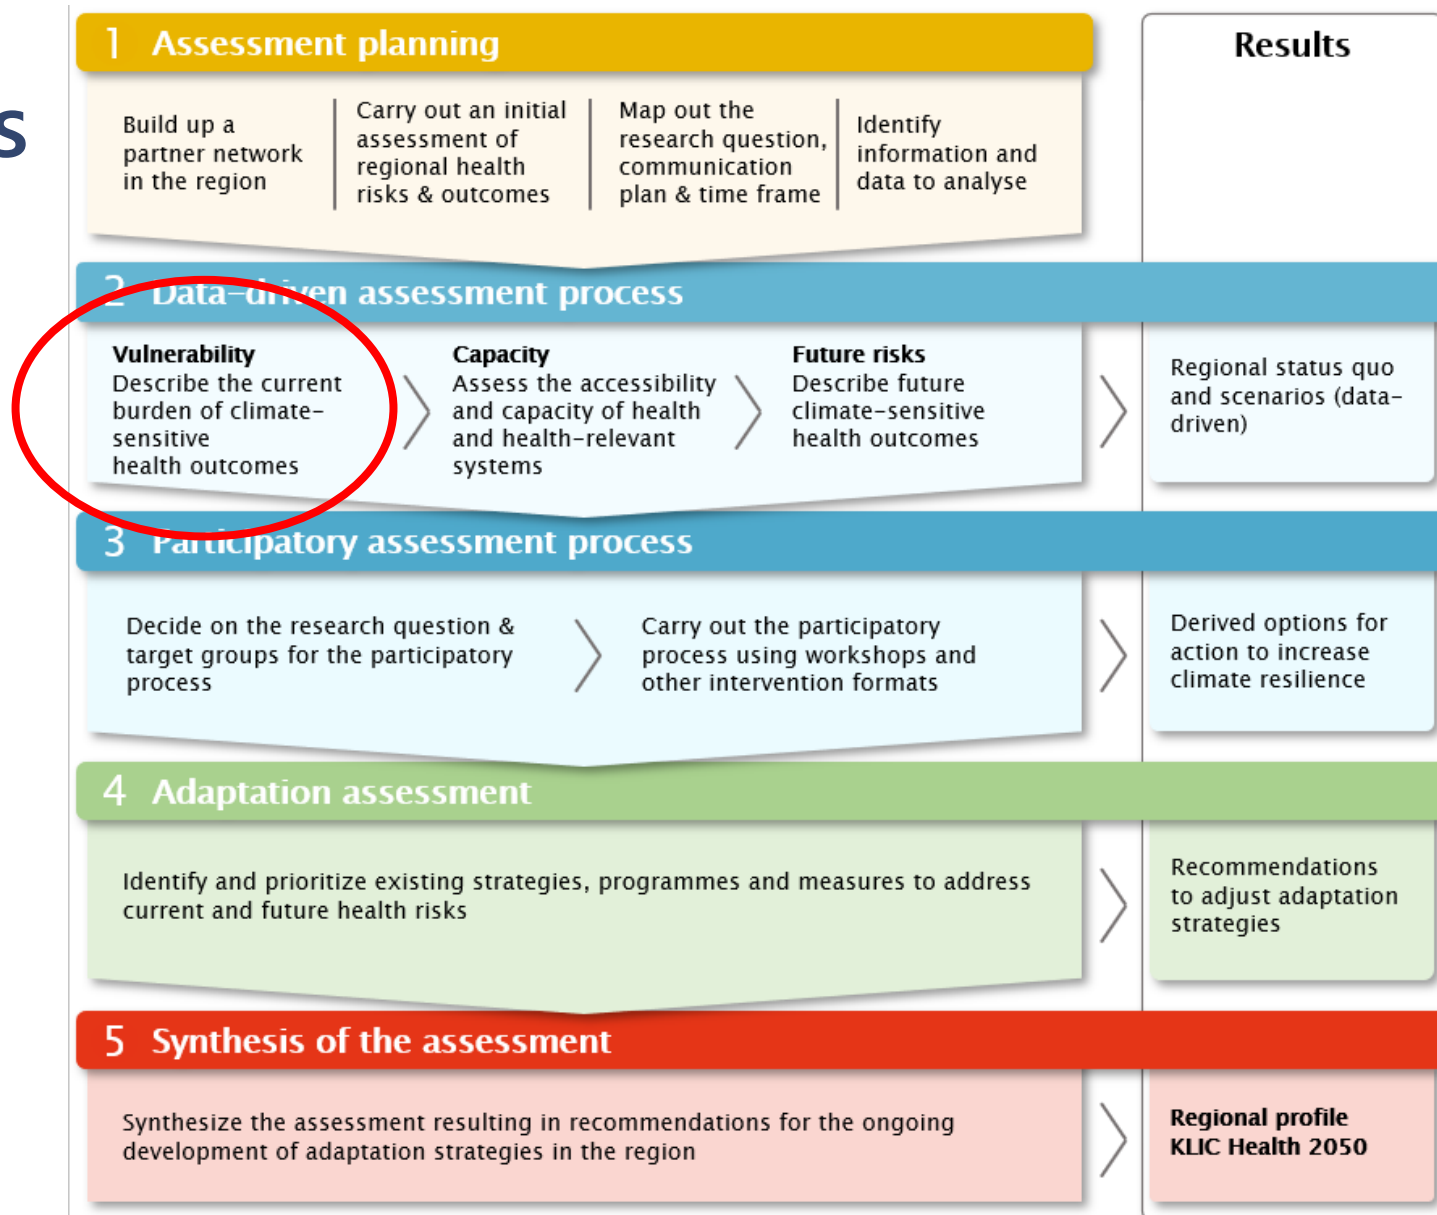 s
1 Assessment planning
Results
Build up a
partner network
in the region
Carry out an initial
assessment of
regional health
risks & outcomes
Map out the
research question,
communication
plan & time frame
Identify
information and
data to analyse
2 Data-driven assessment process
Vulnerability
Describe the current
burden of climate-
sensitive
health outcomes
Capacity
Assess the accessibility
and capacity of health
and health-relevant
systems
Future risks
Describe future
climate-sensitive
health outcomes
Regional status quo
and scenarios (data-
driven)
3 Participatory assessment process
Decide on the research question &
target groups for the participatory
process
Carry out the participatory
process using workshops and
other intervention formats
Derived options for
action to increase
climate resilience
4 Adaptation assessment
Identify and prioritize existing strategies, programmes and measures to address
current and future health risks
Recommendations
to adjust adaptation
strategies
5 Synthesis of the assessment
Synthesize the assessment resulting in recommendations for the ongoing
development of adaptation strategies in the region
Regional profile
KLIC Health 2050